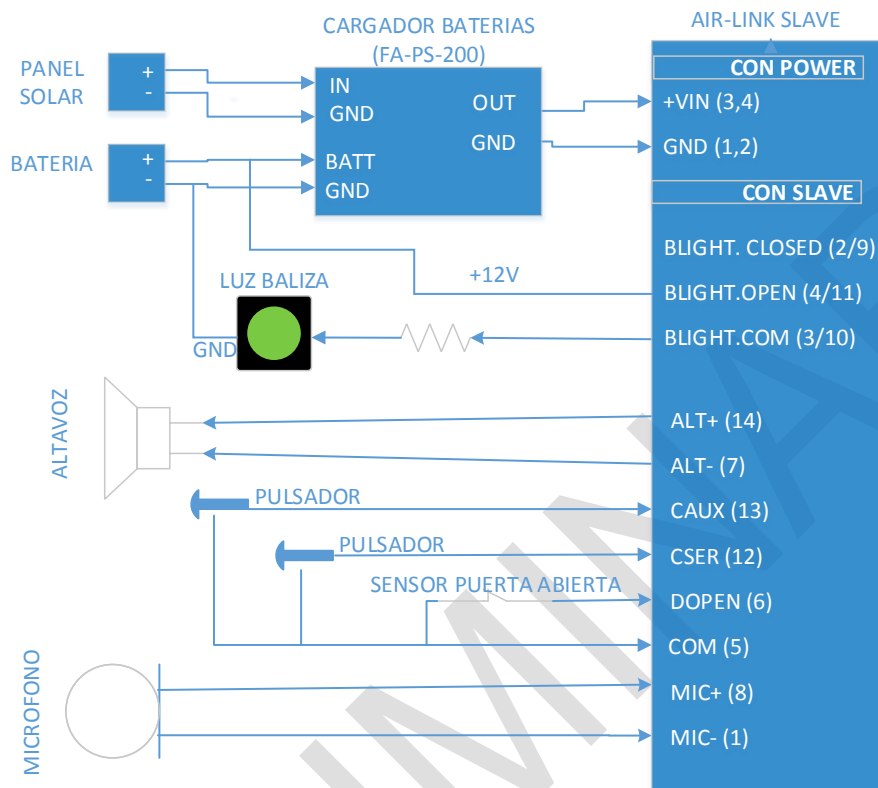 CARGADOR BATERIAS
(FA-PS-200)
AIR-LINK SLAVE
PANEL
SOLAR
+
-
IN
GND
OUT
GND
BATT
GND
CON POWER
+VIN (3,4)
GND (1,2)
BATERIA
+
-
CON SLAVE
BLIGHT. CLOSED (2/9)
LUZ BALIZA
+12V
BLIGHT.OPEN (4/11)
GND
BLIGHT.COM (3/10)
ALTAVOZ
ALT+ (14)
ALT- (7)
PULSADOR
CAUX (13)
PULSADOR
CSER (12)
SENSOR PUERTA ABIERTA
DOPEN (6)
COM (5)
MICROFONO
MIC+ (8)
MIC- (1)